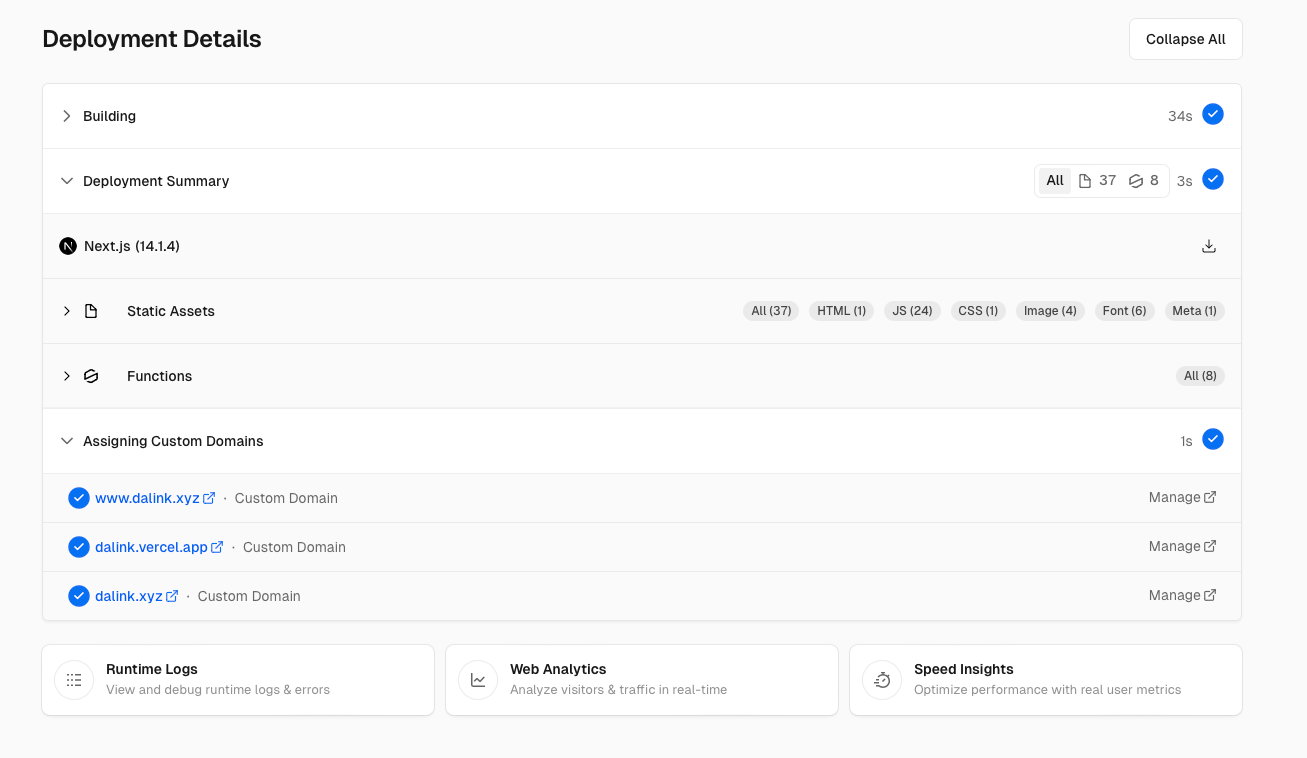 Deployment Details
Collapse All
Building 34s
Deployment Summary All 37 8 3s
Next.js (14.1.4)
Static Assets All (37) HTML (1) JS (24) CSS (1) Image (4) Font (6) Meta (1)
Functions All (8)
Assigning Custom Domains 1s
www.dalink.xyz · Custom Domain Manage
dalink.vercel.app · Custom Domain Manage
dalink.xyz · Custom Domain Manage
Runtime Logs
View and debug runtime logs & errors
Web Analytics
Analyze visitors & traffic in real-time
Speed Insights
Optimize performance with real user metrics